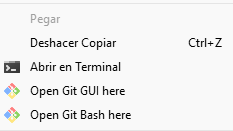 Pegar
Deshacer Copiar Ctrl+Z
Abrir en Terminal
Open Git GUI here
Open Git Bash here